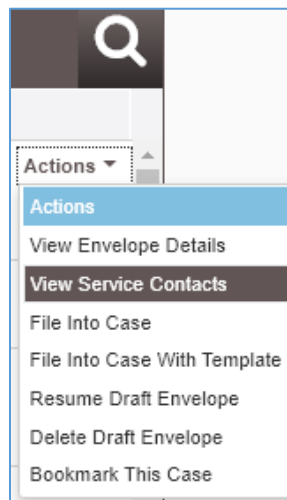 Actions
Actions
View Envelope Details
View Service Contacts
File Into Case
File Into Case With Template
Resume Draft Envelope
Delete Draft Envelope
Bookmark This Case